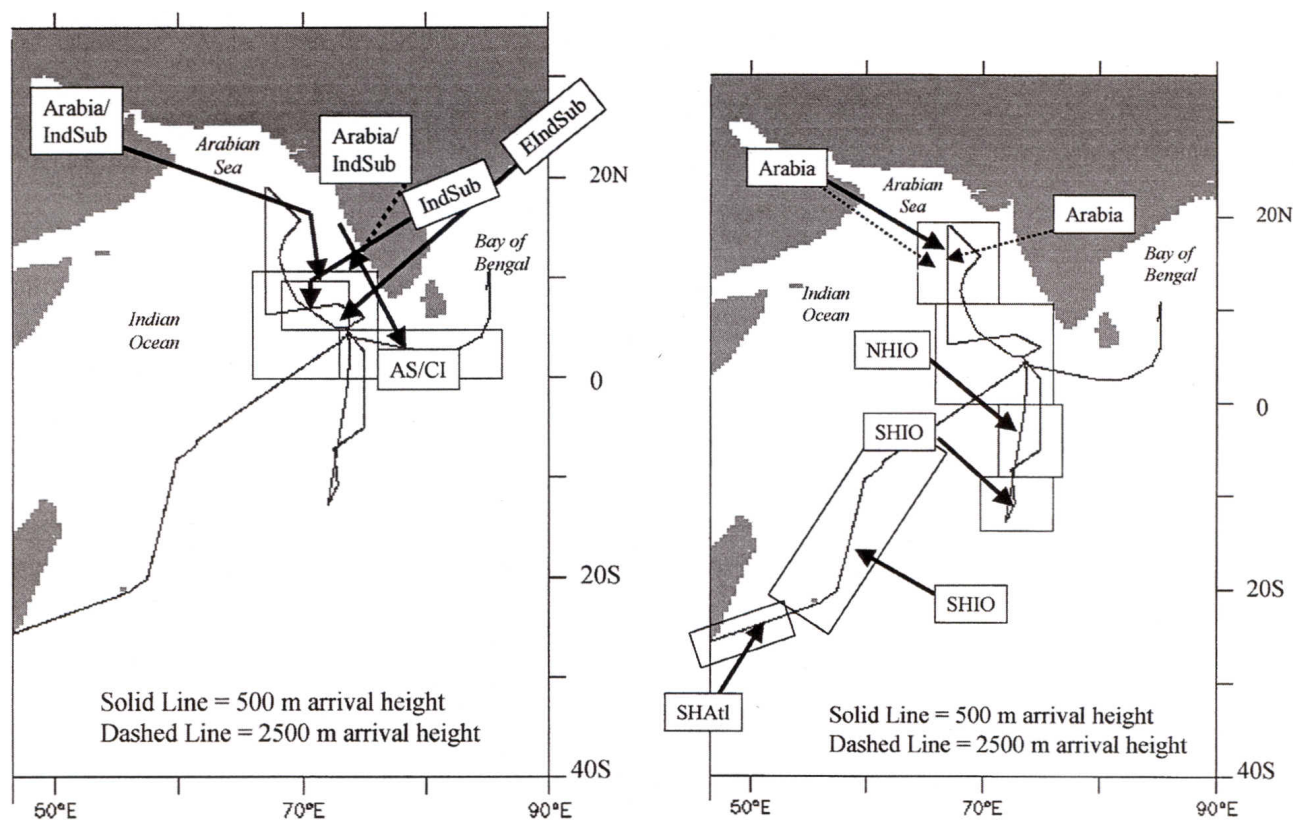 Arabia/
IndSub
Arabian
Sea
Arabia/
IndSub
EIndSub
IndSub
20N
Bay of
Bengal
Indian
Ocean
AS/CI
0
20S
Solid Line = 500 m arrival height
Dashed Line = 2500 m arrival height
40S
50°E
70°E
90°E
Arabia
Arabian
Sea
Arabia
20N
Bay of
Bengal
Indian
Ocean
NHIO
SHIO
0
SHIO
20S
SHAtl
Solid Line = 500 m arrival height
Dashed Line = 2500 m arrival height
40S
50°E
70°E
90°E